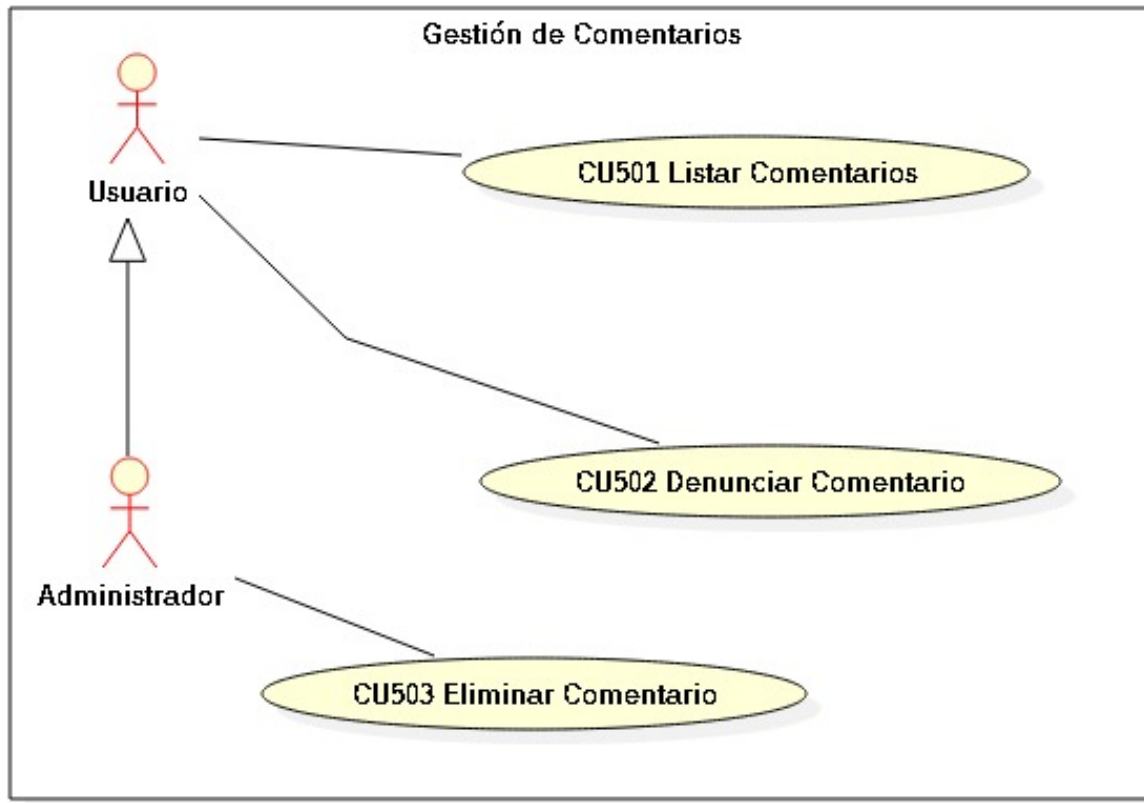 Gestión de Comentarios
Usuario
CU501 Listar Comentarios
CU502 Denunciar Comentario
Administrador
CU503 Eliminar Comentario